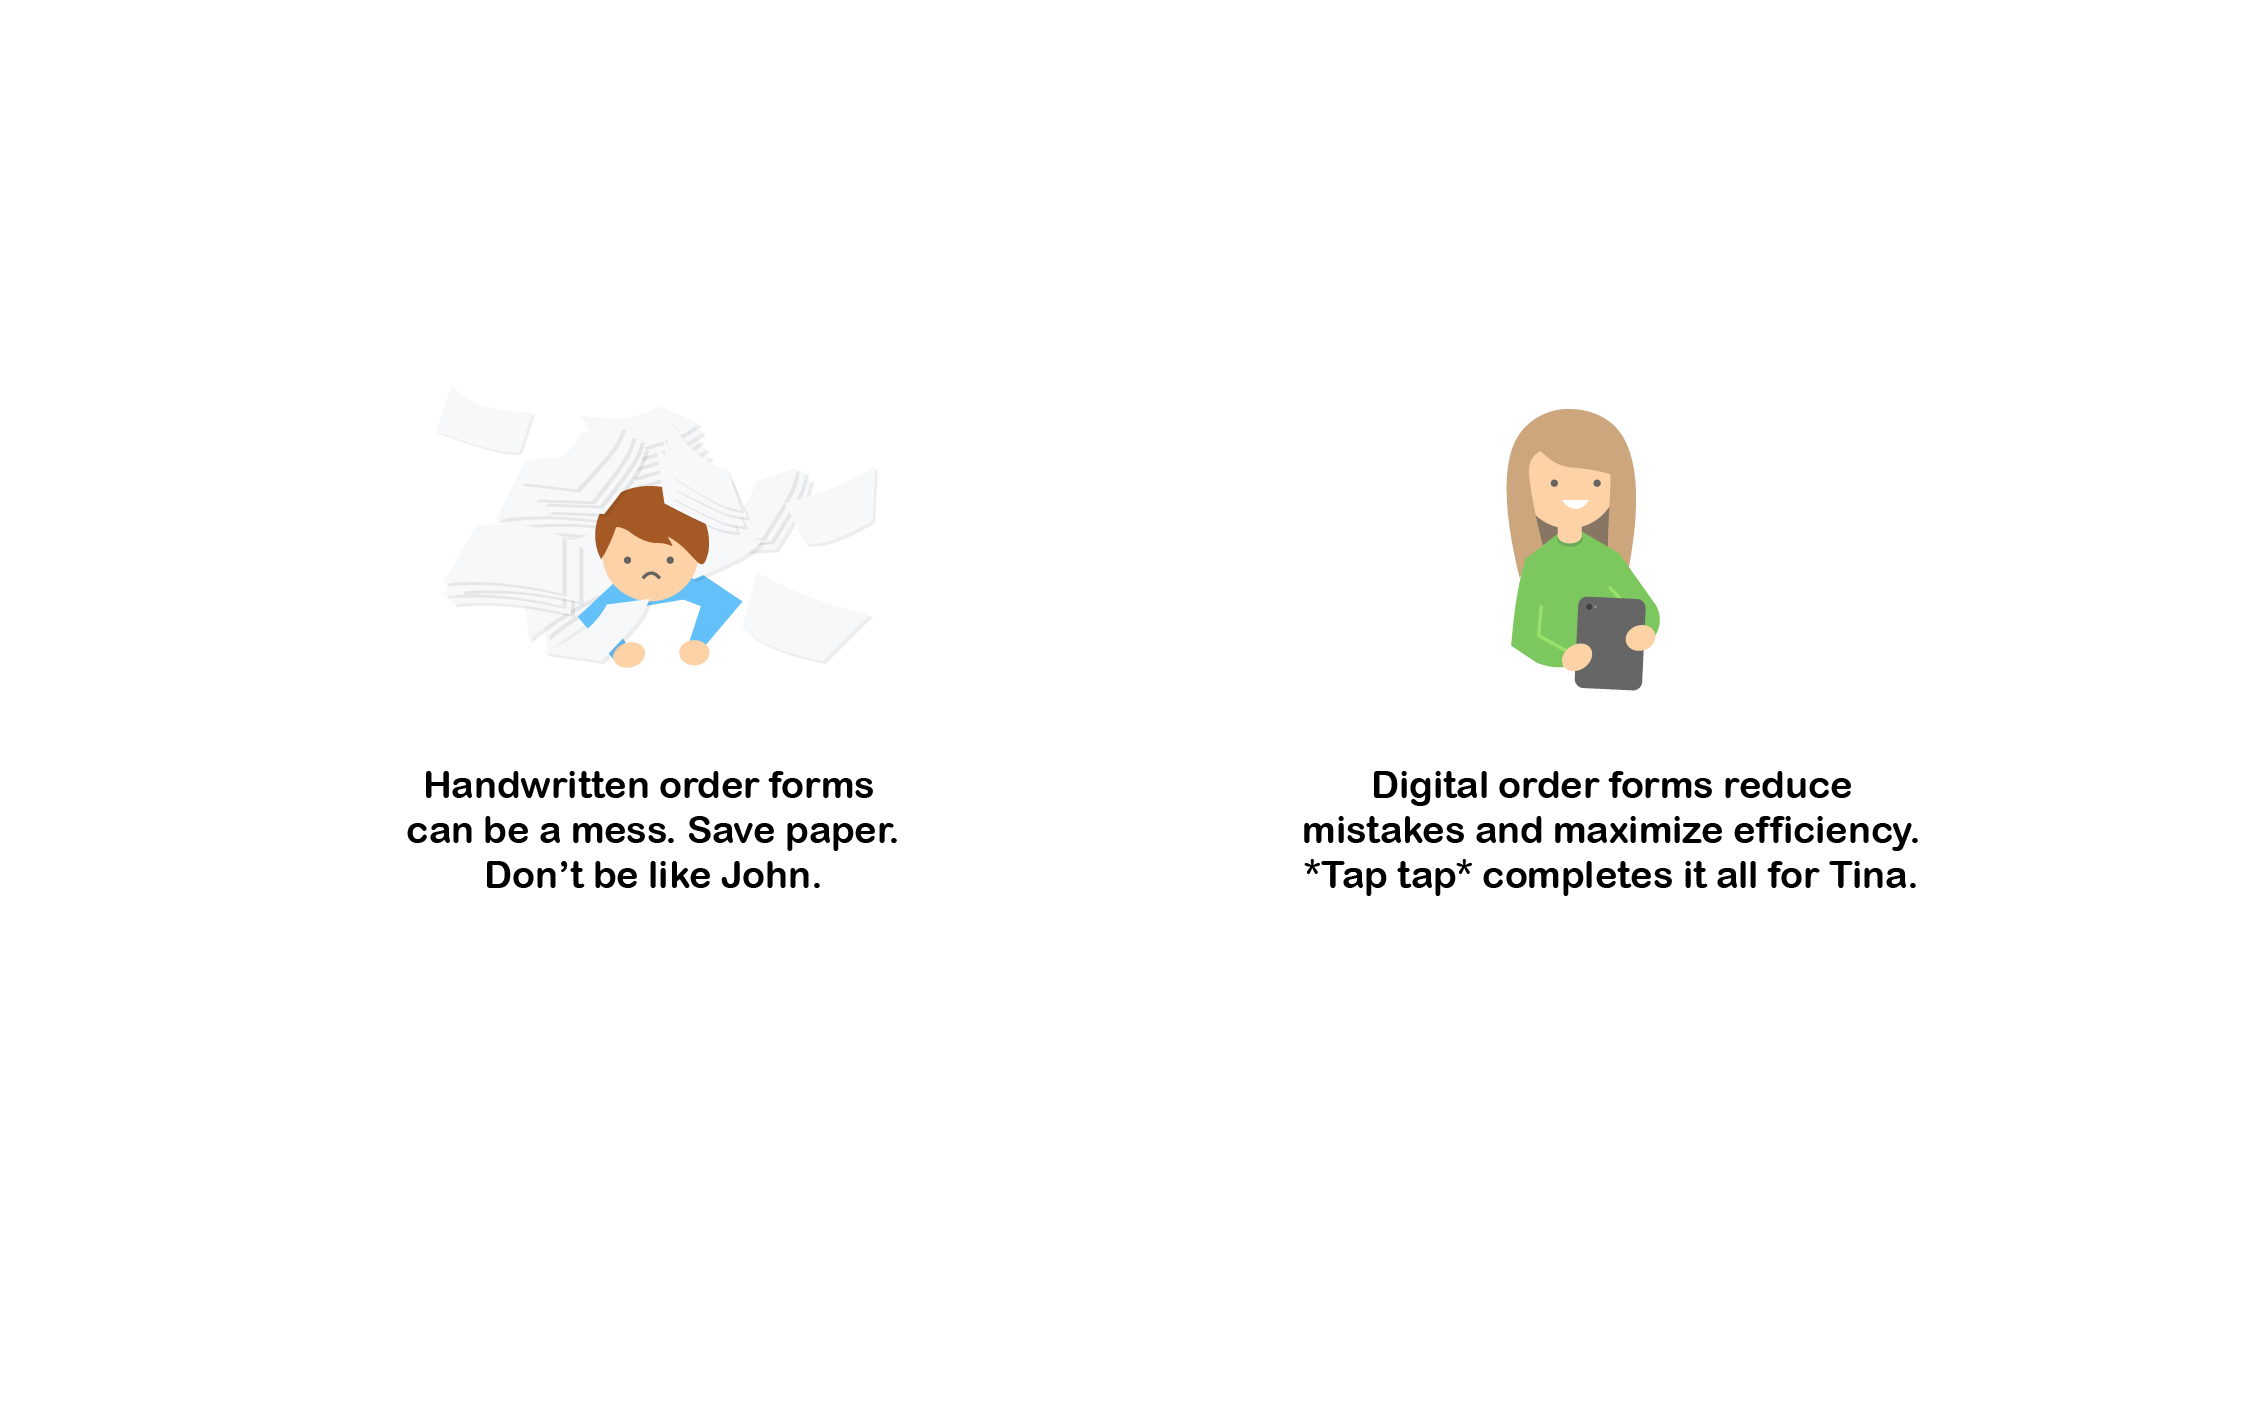 Handwritten order forms
can be a mess. Save paper.
Don’t be like John.
Digital order forms reduce
mistakes and maximize efficiency.
*Tap tap* completes it all for Tina.